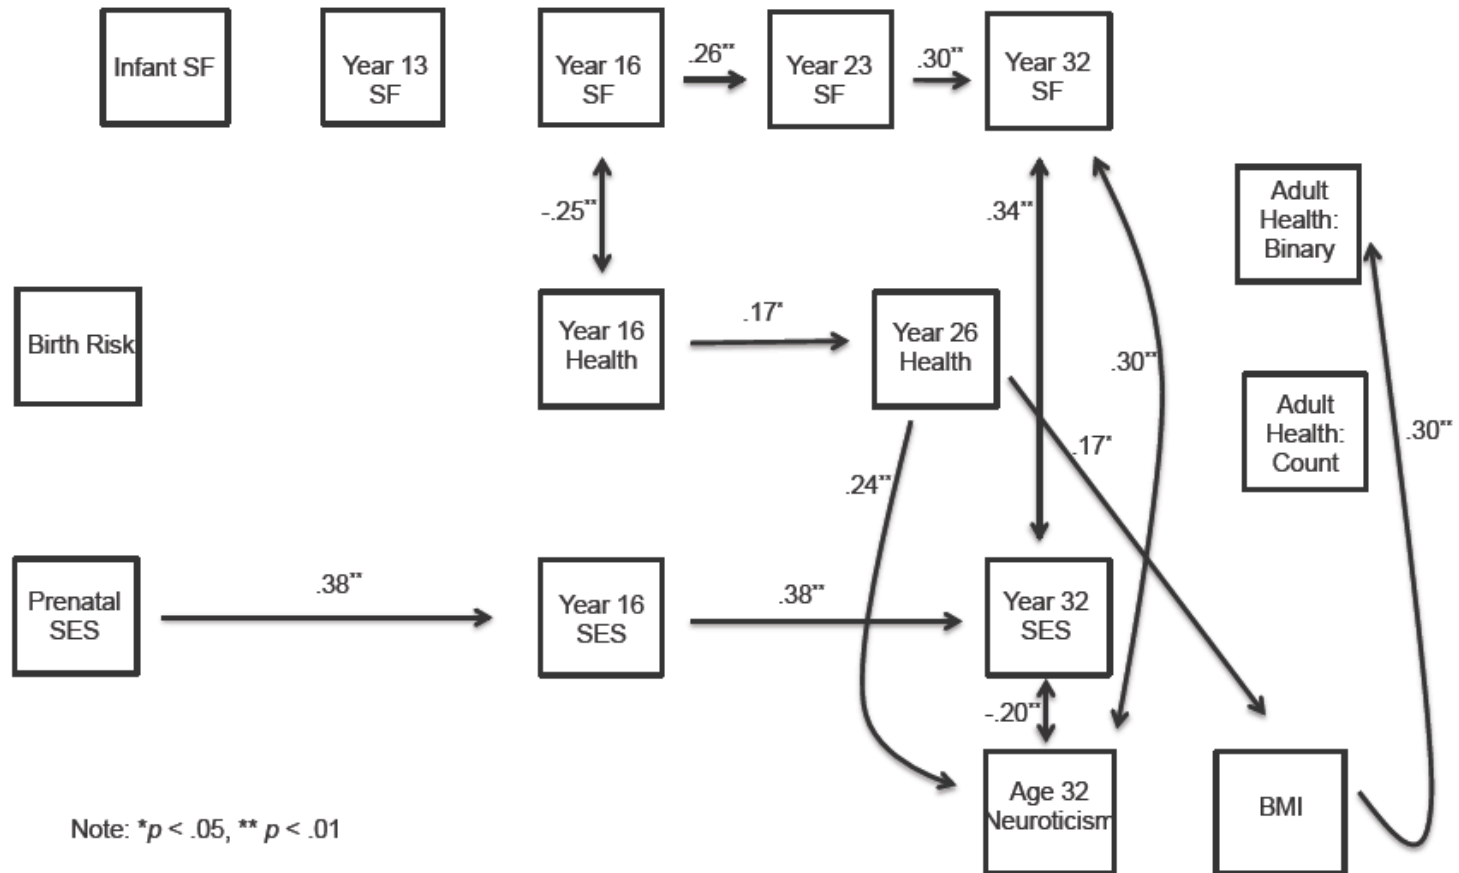 Infant SF
Year 13
SF
Year 16
SF
.26**
Year 23
SF
.30**
Year 32
SF
-.25**
.34**
Adult
Health:
Binary
Birth Risk
Year 16
Health
.17*
Year 26
Health
.30**
Adult
Health:
Count
.30**
.17*
.24**
Prenatal
SES
.38**
Year 16
SES
.38**
Year 32
SES
-.20**
Age 32
Neuroticism
BMI
Note: *p < .05, ** p < .01